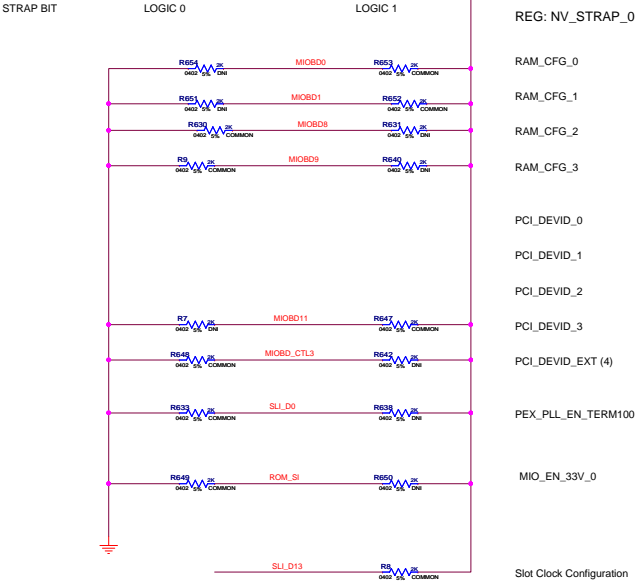 STRAP BIT LOGIC 0 LOGIC 1 REG: NV_STRAP_0
R654 2K 0402 5% DNI MIOBD0 R653 2K 0402 5% COMMON RAM_CFG_0
R651 2K 0402 5% DNI MIOBD1 R652 2K 0402 5% COMMON RAM_CFG_1
R630 2K 0402 5% COMMON MIOBD8 R631 2K 0402 5% DNI RAM_CFG_2
R9 2K 0402 5% COMMON MIOBD9 R640 2K 0402 5% DNI RAM_CFG_3
PCI_DEVID_0
PCI_DEVID_1
PCI_DEVID_2
R7 2K 0402 5% DNI MIOBD11 R647 2K 0402 5% COMMON PCI_DEVID_3
R648 2K 0402 5% COMMON MIOBD_CTL3 R642 2K 0402 5% DNI PCI_DEVID_EXT (4)
R633 2K 0402 5% COMMON SLI_D0 R638 2K 0402 5% DNI PEX_PLL_EN_TERM100
R649 2K 0402 5% COMMON ROM_SI R650 2K 0402 5% DNI MIO_EN_33V_0
SLI_D13 R8 2K 0402 5% COMMON Slot Clock Configuration